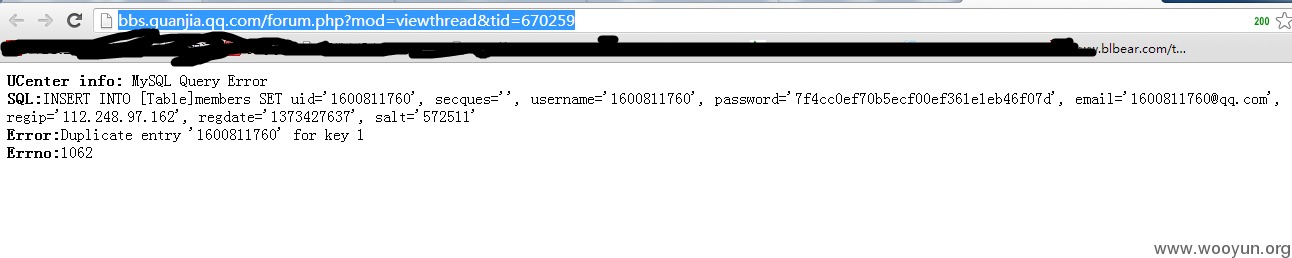 bbs.quanjia.qq.com/forum.php?mod=viewthread&tid=670259
200
.blbear.com/t...
UCenter info: MySQL Query Error
SQL:INSERT INTO [Table]members SET uid='1600811760', secques='', username='1600811760', password='7f4cc0ef70b5ecf00ef361e1eb46f07d', email='1600811760@qq.com',
regip='112.248.97.162', regdate='1373427637', salt='572511'
Error:Duplicate entry '1600811760' for key 1
Errno:1062
www.wooyun.org